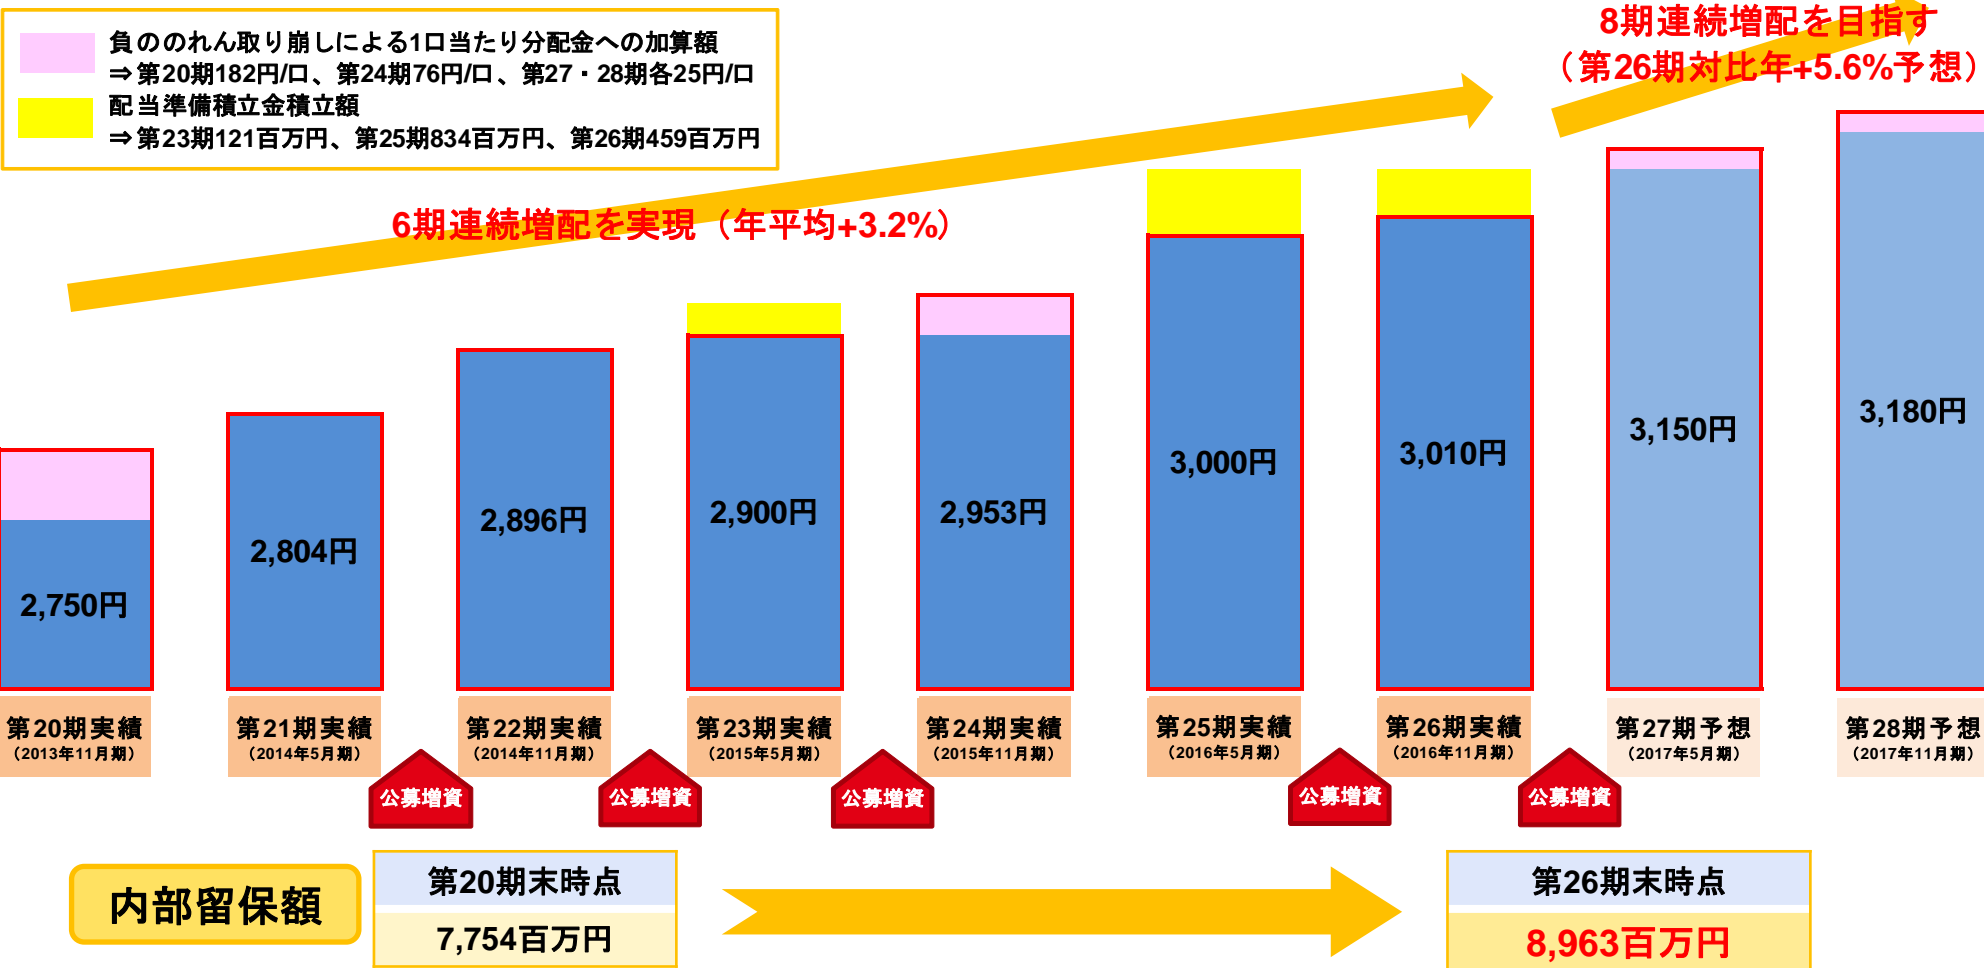 負ののれん取り崩しによる1口当たり分配金への加算額
⇒第20期182円/口、第24期76円/口、第27・28期各25円/口
配当準備積立金積立額
⇒第23期121百万円、第25期834百万円、第26期459百万円
8期連続増配を目指す
（第26期対比年+5.6%予想）
6期連続増配を実現（年平均+3.2%）
2,750円
2,804円
2,896円
2,900円
2,953円
3,000円
3,010円
3,150円
3,180円
第20期実績
（2013年11月期）
第21期実績
（2014年5月期）
第22期実績
（2014年11月期）
第23期実績
（2015年5月期）
第24期実績
（2015年11月期）
第25期実績
（2016年5月期）
第26期実績
（2016年11月期）
第27期予想
（2017年5月期）
第28期予想
（2017年11月期）
公募増資
公募増資
公募増資
公募増資
公募増資
内部留保額
第20期末時点
7,754百万円
第26期末時点
8,963百万円